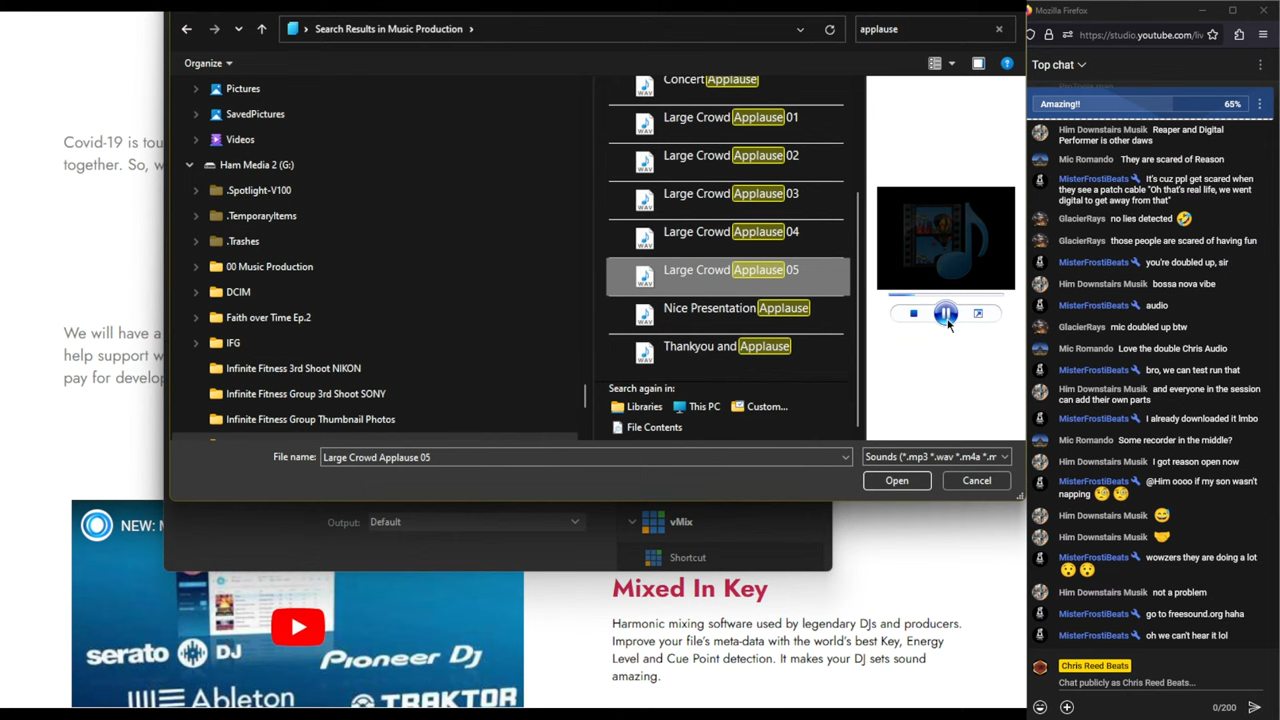 Search Results in Music Production
applause
Organize
Pictures
SavedPictures
Videos
Ham Media 2 (G:)
.Spotlight-V100
.TemporaryItems
.Trashes
00 Music Production
DCIM
Faith over Time Ep.2
IFG
Infinite Fitness 3rd Shoot NIKON
Infinite Fitness Group 3rd Shoot SONY
Infinite Fitness Group Thumbnail Photos
Concert Applause
Large Crowd Applause 01
Large Crowd Applause 02
Large Crowd Applause 03
Large Crowd Applause 04
Large Crowd Applause 05
Nice Presentation Applause
Thankyou and Applause
Search again in:
Libraries
This PC
Custom...
File Contents
File name:
Large Crowd Applause 05
Sounds (*.mp3 *.wav *.m4a *.m
Open
Cancel
Output:
Default
vMix
Shortcut
Covid-19 is tou
together. So, w
We will have a
help support w
pay for develop
NEW: M
serato DJ
Pioneer Dj
Ableton
TRAKTOR
Mixed In Key
Harmonic mixing software used by legendary DJs and producers.
Improve your file's meta-data with the world's best Key, Energy
Level and Cue Point detection. It makes your DJ sets sound
amazing.
Mozilla Firefox
https://studio.youtube.com/liv
Top chat
Amazing!!
65%
Him Downstairs Musik Reaper and Digital
Performer is other daws
Mic Romando They are scared of Reason
MisterFrostiBeats It's cuz ppl get scared when
they see a patch cable "Oh that's real life, we went
digital to get away from that"
GlacierRays no lies detected 🤣
GlacierRays those people are scared of having fun
MisterFrostiBeats you're doubled up, sir
Him Downstairs Musik bossa nova vibe
MisterFrostiBeats audio
GlacierRays mic doubled up btw
Mic Romando Love the double Chris Audio
MisterFrostiBeats bro, we can test run that
Him Downstairs Musik and everyone in the session
can add their own parts
MisterFrostiBeats I already downloaded it lmbo
Mic Romando Some recorder in the middle?
Him Downstairs Musik I got reason open now
MisterFrostiBeats @Him oooo if my son wasn't
napping 🧐 🧐
Him Downstairs Musik 😅
Him Downstairs Musik 🤝
MisterFrostiBeats wowzers they are doing a lot
😯 😯
Him Downstairs Musik not a problem
MisterFrostiBeats go to freesound.org haha
MisterFrostiBeats oh we can't hear it lol
Chris Reed Beats
Chat publicly as Chris Reed Beats...
0/200